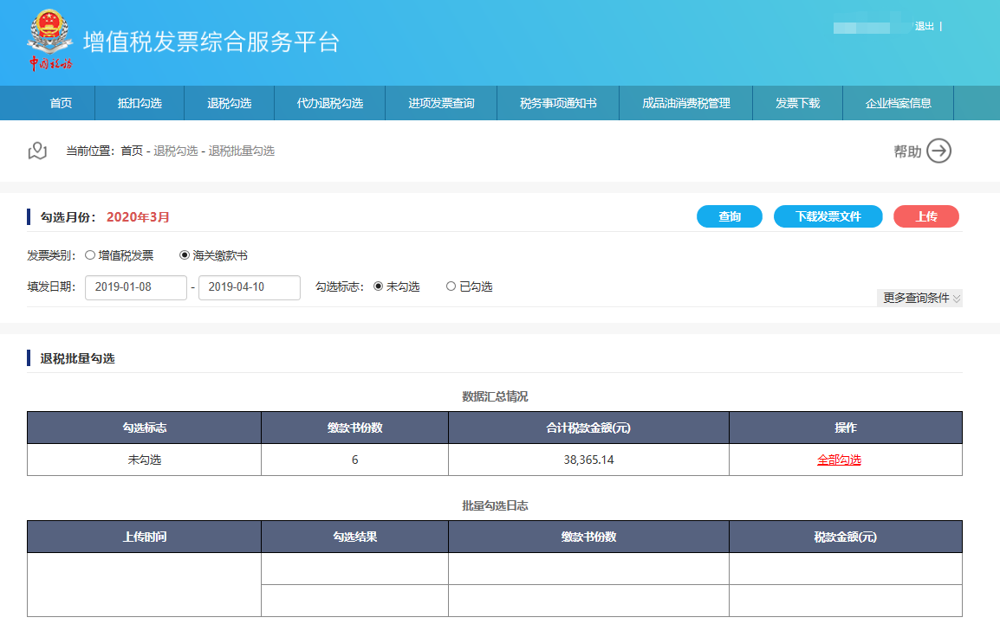 中国税务
增值税发票综合服务平台
退出 |
首页 抵扣勾选 退税勾选 代办退税勾选 进项发票查询 税务事项通知书 成品油消费税管理 发票下载 企业档案信息
当前位置：首页 - 退税勾选 - 退税批量勾选
帮助
勾选月份： 2020年3月
查询 下载发票文件 上传
发票类别： 增值税发票 海关缴款书
填发日期： 2019-01-08 - 2019-04-10 勾选标志： 未勾选 已勾选
更多查询条件
退税批量勾选
数据汇总情况
勾选标志 缴款书份数 合计税款金额(元) 操作
未勾选 6 38,365.14 全部勾选
批量勾选日志
上传时间 勾选结果 缴款书份数 税款金额(元)